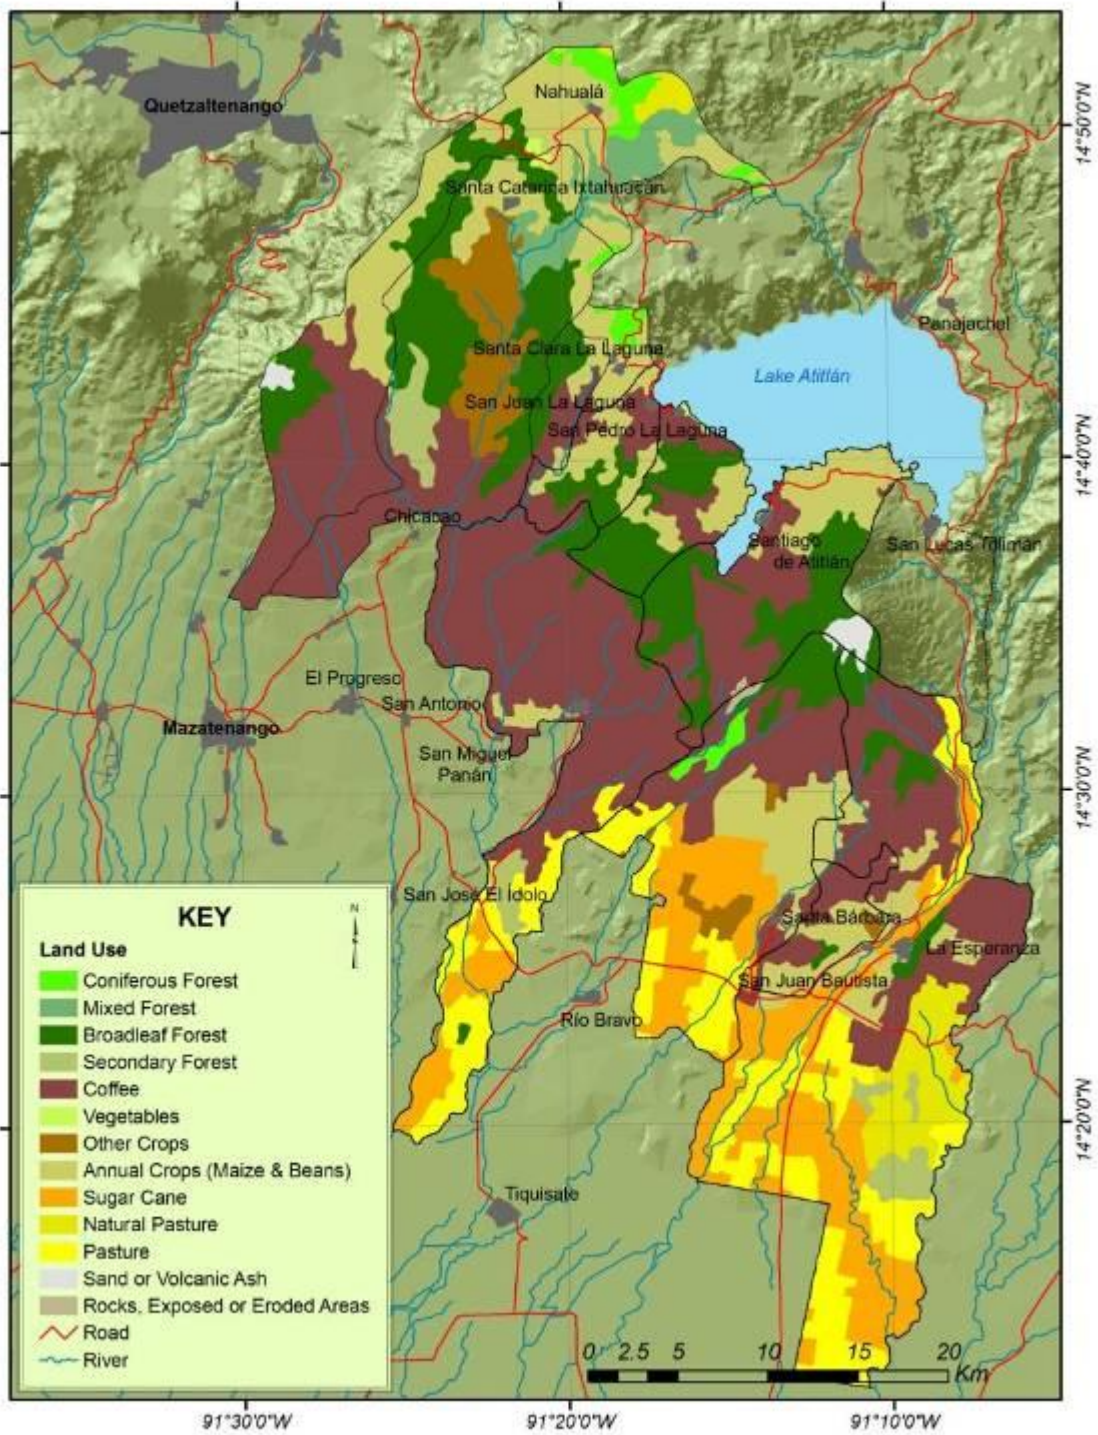 Quetzaltenango
Nahualá
14°50'0"N
Santa Catarina Ixtahuacán
Panajachel
Santa Clara La Laguna
Lake Atitlán
San Juan La Laguna
San Pedro La Laguna
14°40'0"N
Chicacao
Santiago
de Atitlán
San Lucas Tolimán
El Progreso
San Antonio
Mazatenango
San Miguel
Panán
14°30'0"N
San José El Ídolo
Santa Bárbara
La Esperanza
San Juan Bautista
Río Bravo
14°20'0"N
Tiquisate
KEY
N
Land Use
Coniferous Forest
Mixed Forest
Broadleaf Forest
Secondary Forest
Coffee
Vegetables
Other Crops
Annual Crops (Maize & Beans)
Sugar Cane
Natural Pasture
Pasture
Sand or Volcanic Ash
Rocks, Exposed or Eroded Areas
Road
River
0 2.5 5 10 15 20
Km
91°30'0"W 91°20'0"W 91°10'0"W